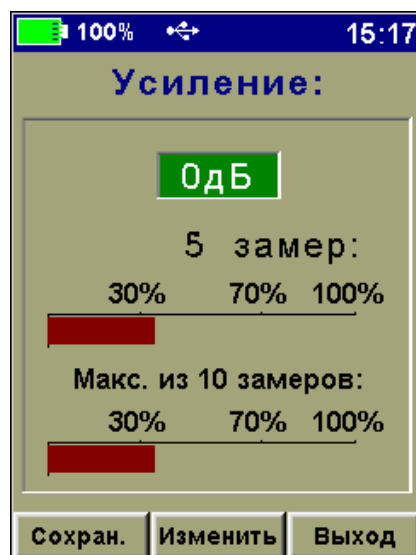 100% 15:17
Усиление:
0дБ
5 замер:
30% 70% 100%
Макс. из 10 замеров:
30% 70% 100%
Сохран. Изменить Выход